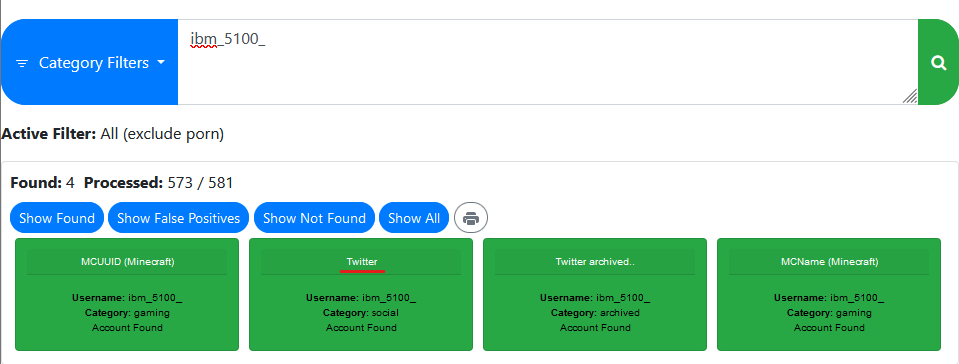 ibm_5100_
Category Filters
Active Filter: All (exclude porn)
Found: 4 Processed: 573 / 581
Show Found Show False Positives Show Not Found Show All
MCUUID (Minecraft)
Username: ibm_5100_
Category: gaming
Account Found
Twitter
Username: ibm_5100_
Category: social
Account Found
Twitter archived..
Username: ibm_5100_
Category: archived
Account Found
MCName (Minecraft)
Username: ibm_5100_
Category: gaming
Account Found